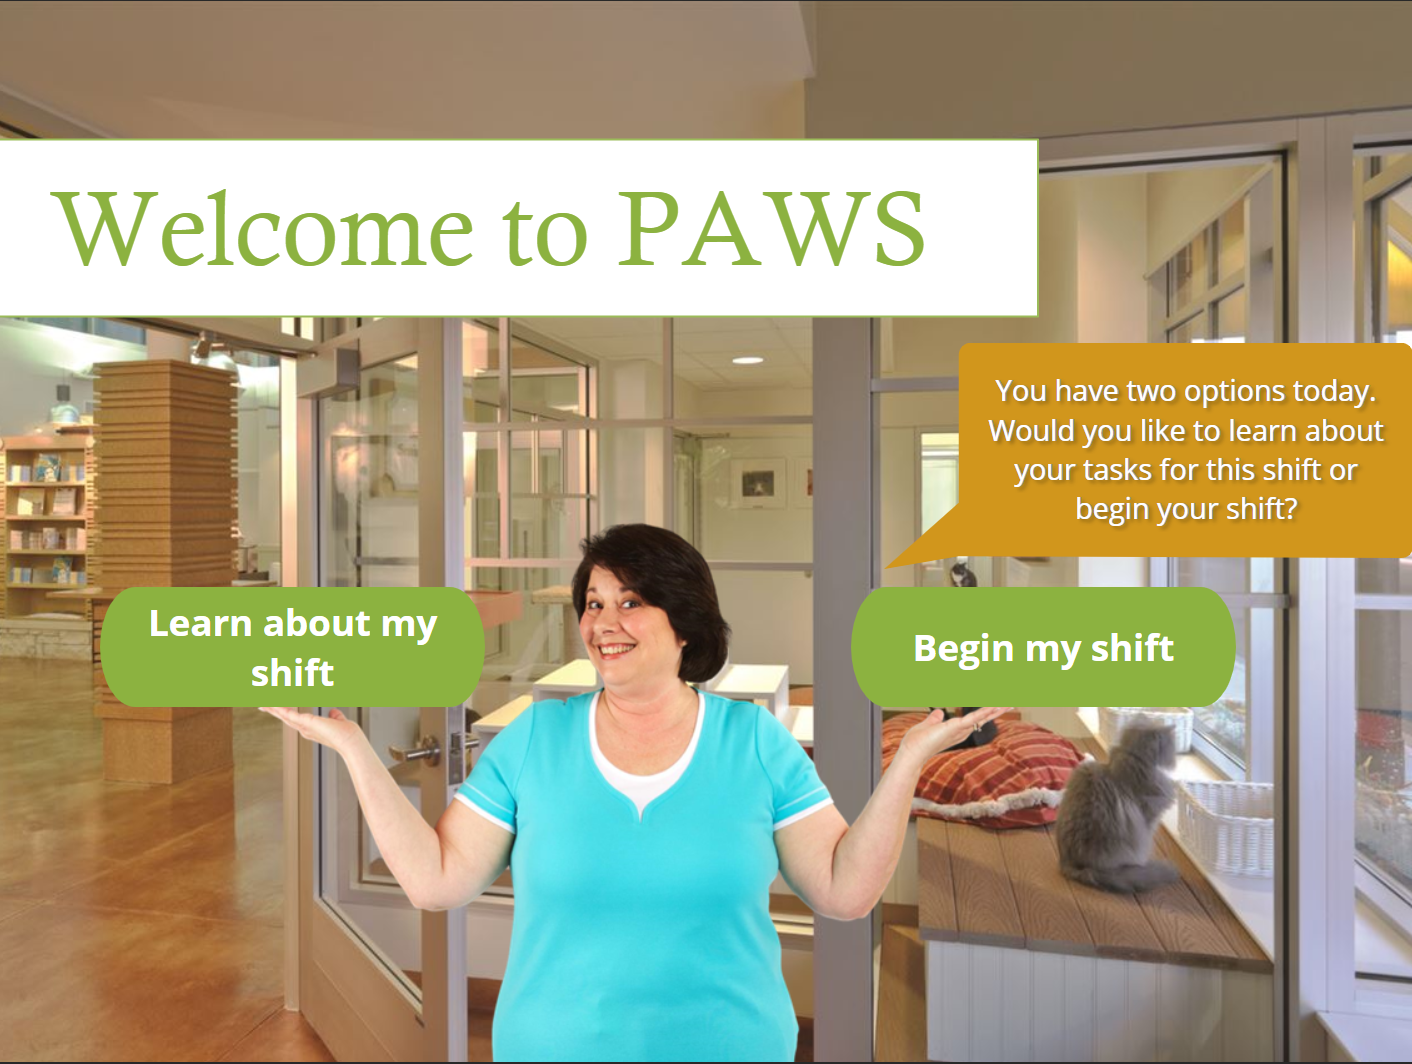 Welcome to PAWS
You have two options today.
Would you like to learn about
your tasks for this shift or
begin your shift?
Learn about my
shift
Begin my shift